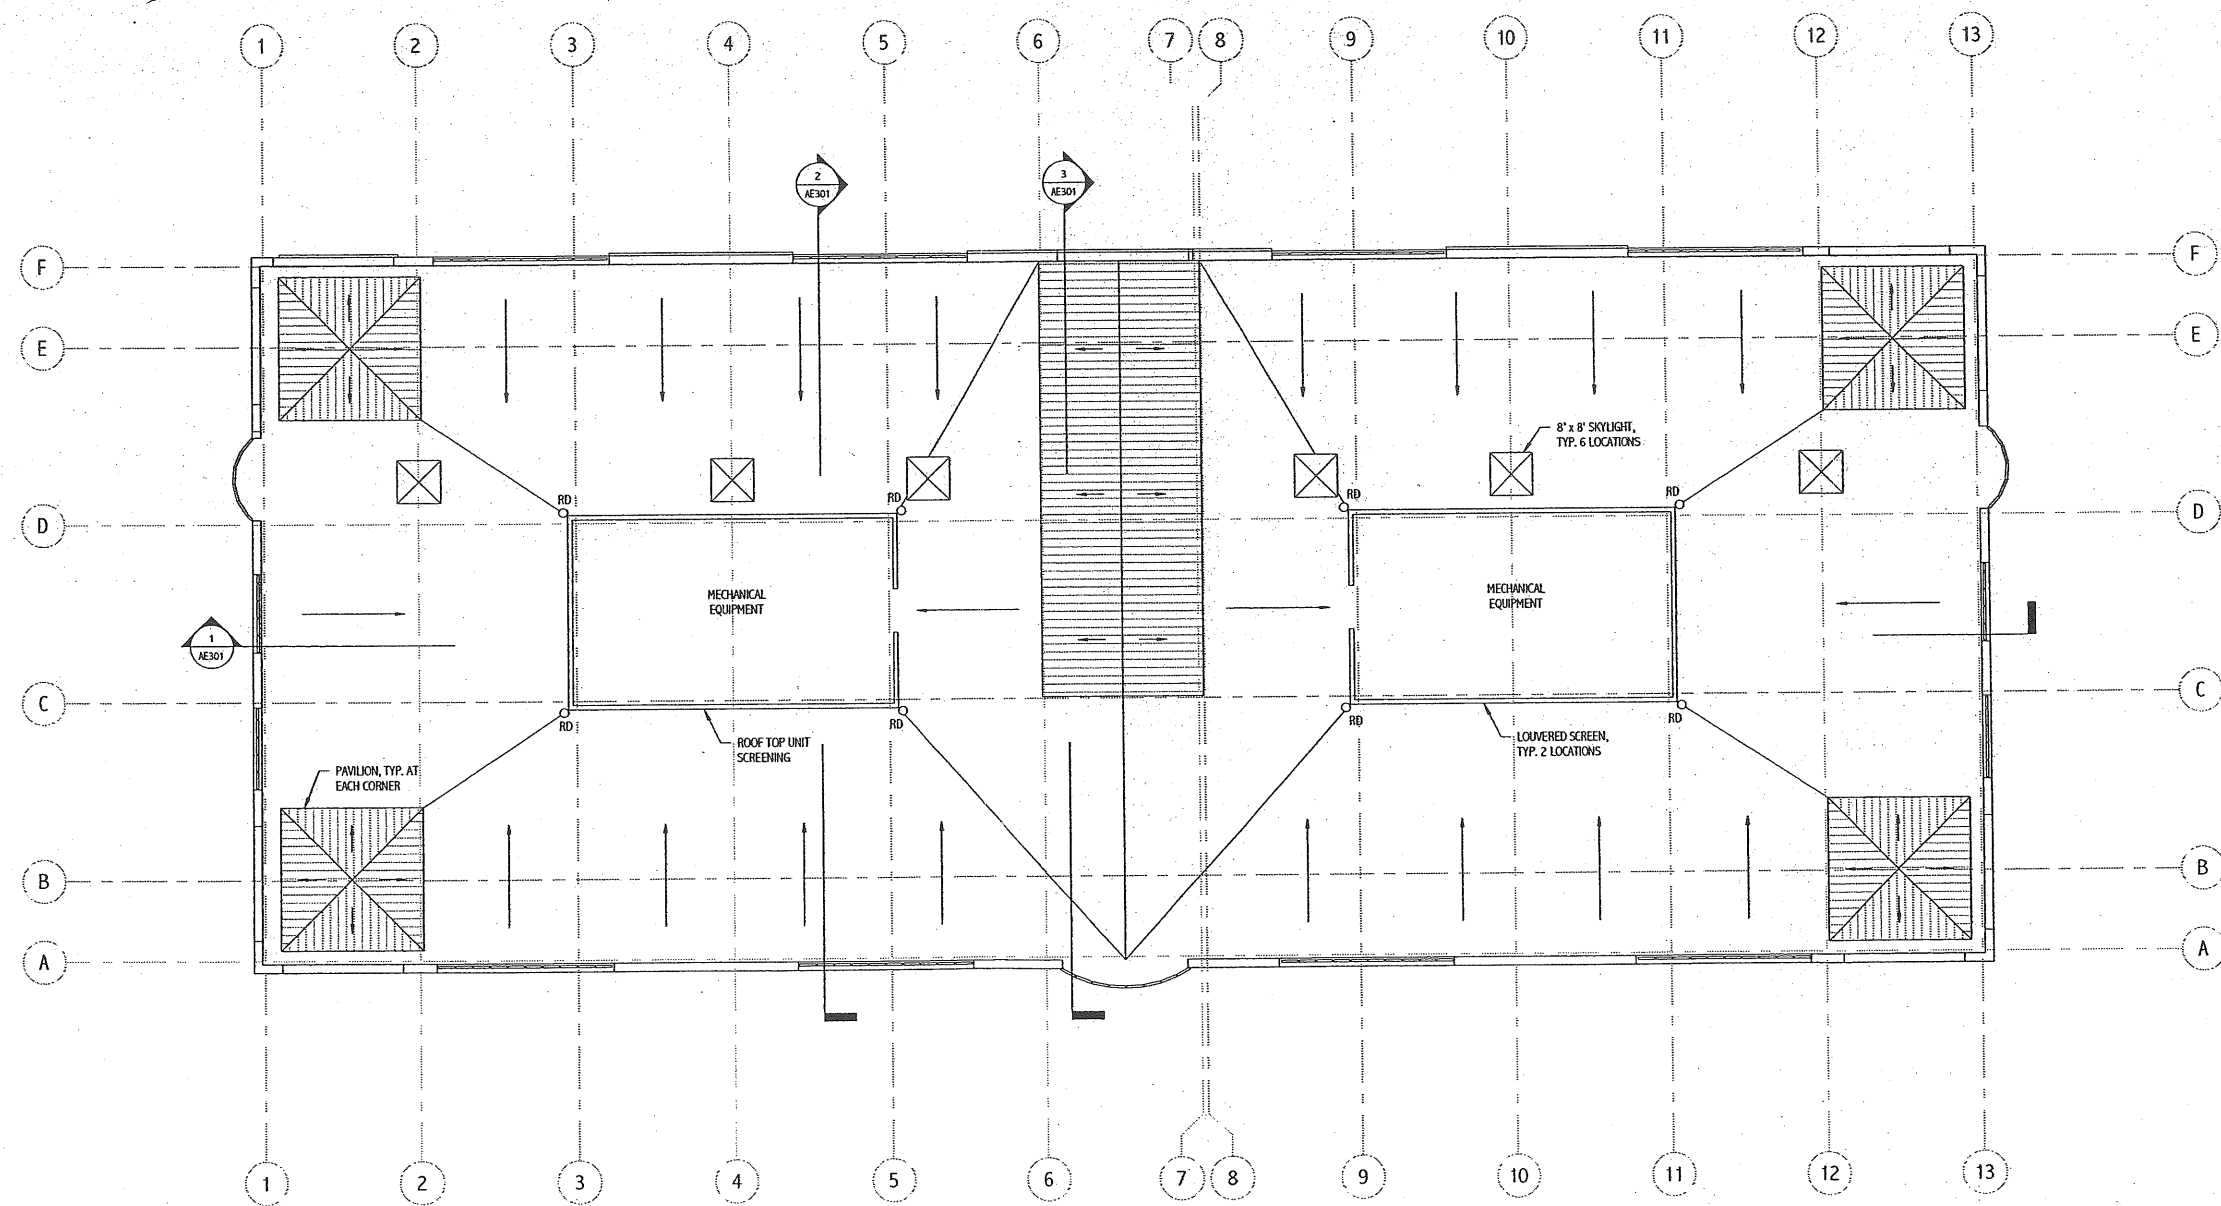 1 2 3 4 5 6 7 8 9 10 11 12 13
2
AE301
3
AE301
F F
E E
8' x 8' SKYLIGHT,
TYP. 6 LOCATIONS
RD RD RD RD
D D
MECHANICAL
EQUIPMENT
MECHANICAL
EQUIPMENT
1
AE301
C C
RD RD RD
ROOF TOP UNIT
SCREENING
LOUVERED SCREEN,
TYP. 2 LOCATIONS
PAVILION, TYP. AT
EACH CORNER
B B
A A
1 2 3 4 5 6 7 8 9 10 11 12 13